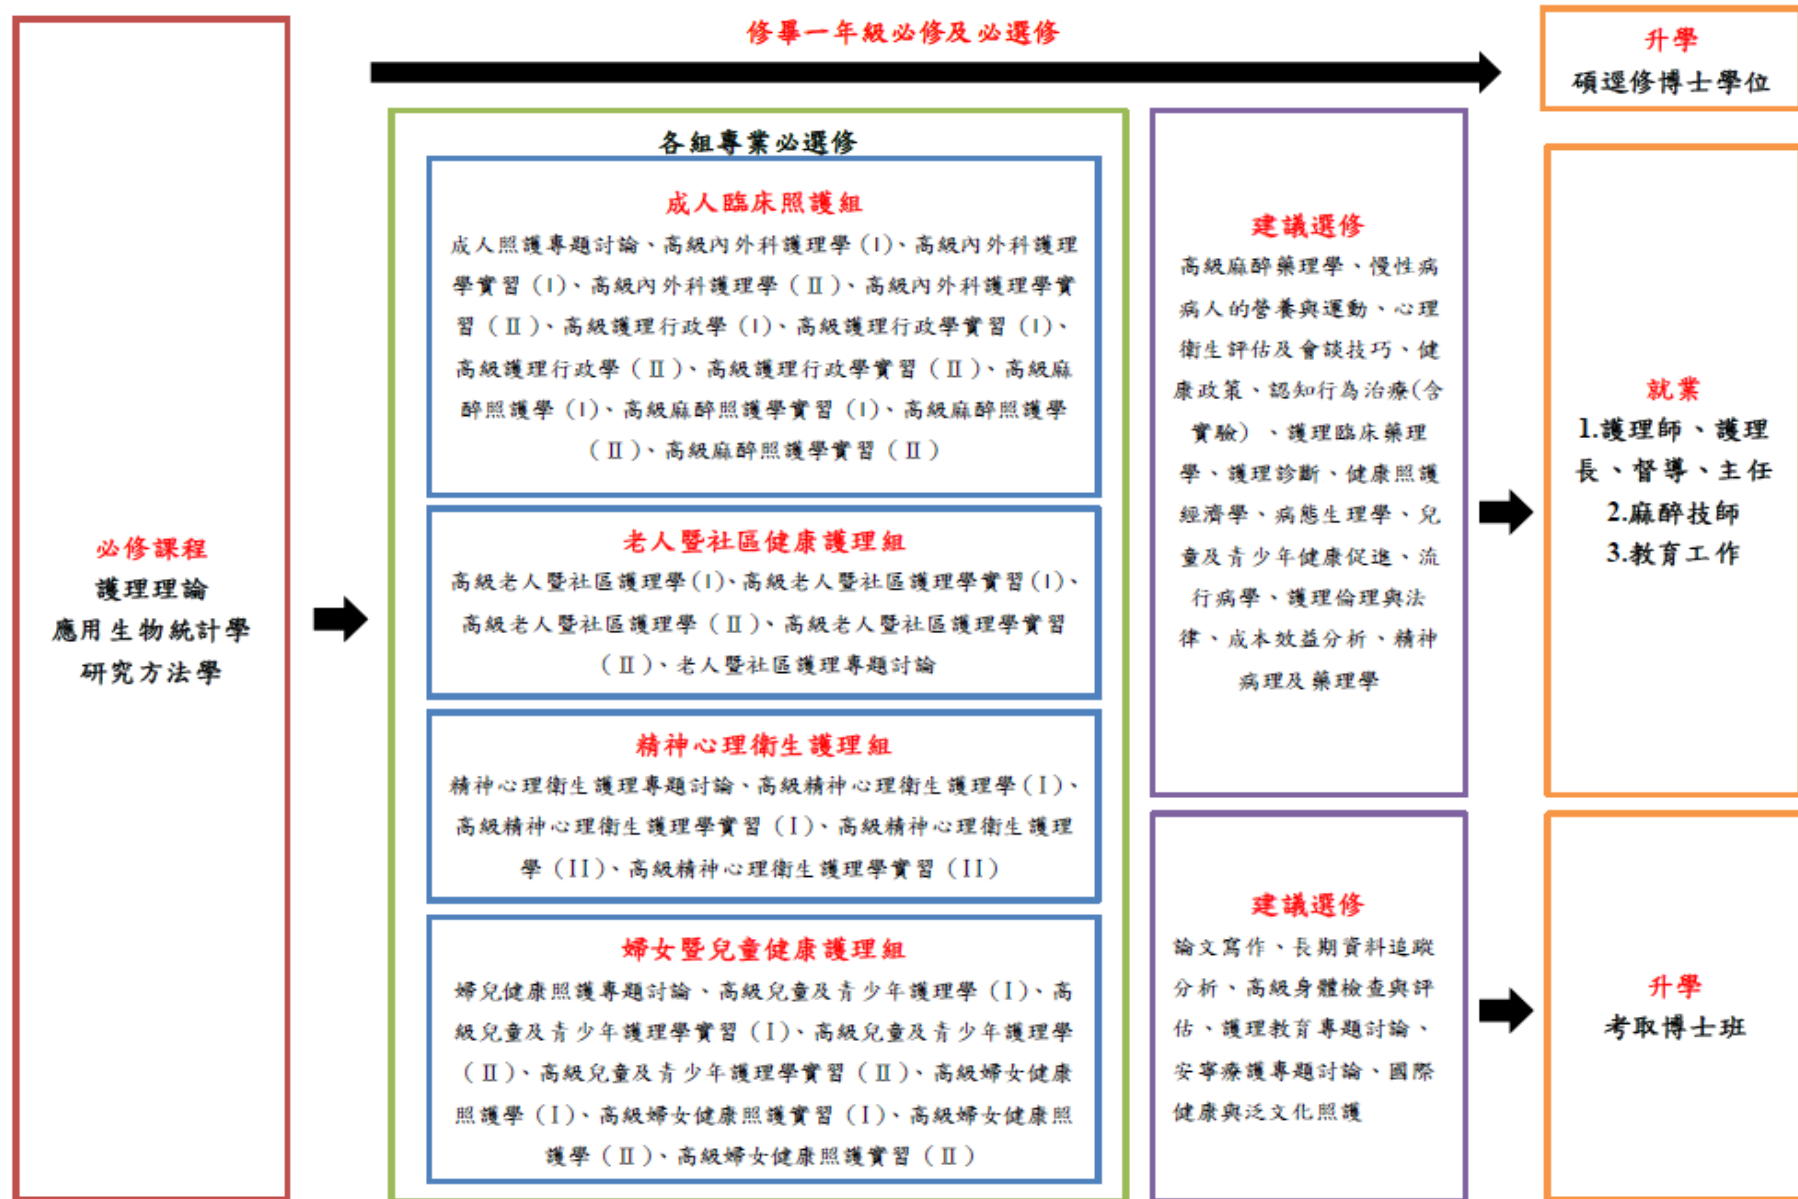 修畢一年級必修及必選修
升學
碩逕修博士學位
必修課程
護理理論
應用生物統計學
研究方法學
各組專業必選修
成人臨床照護組
成人照護專題討論、高級內外科護理學(I)、高級內外科護理
學實習(I)、高級內外科護理學(Ⅱ)、高級內外科護理學實
習(Ⅱ)、高級護理行政學(I)、高級護理行政學實習(I)、
高級護理行政學(Ⅱ)、高級護理行政學實習(Ⅱ)、高級麻
醉照護學(I)、高級麻醉照護學實習(I)、高級麻醉照護學
(Ⅱ)、高級麻醉照護學實習(Ⅱ)
老人暨社區健康護理組
高級老人暨社區護理學(I)、高級老人暨社區護理學實習(I)、
高級老人暨社區護理學(Ⅱ)、高級老人暨社區護理學實習
(Ⅱ)、老人暨社區護理專題討論
精神心理衛生護理組
精神心理衛生護理專題討論、高級精神心理衛生護理學(I)、
高級精神心理衛生護理學實習(I)、高級精神心理衛生護理
學(II)、高級精神心理衛生護理學實習(II)
婦女暨兒童健康護理組
婦兒健康照護專題討論、高級兒童及青少年護理學(I)、高
級兒童及青少年護理學實習(I)、高級兒童及青少年護理學
(Ⅱ)、高級兒童及青少年護理學實習(Ⅱ)、高級婦女健康
照護學(I)、高級婦女健康照護實習(I)、高級婦女健康照
護學(Ⅱ)、高級婦女健康照護實習(Ⅱ)
建議選修
高級麻醉藥理學、慢性病
病人的營養與運動、心理
衛生評估及會談技巧、健
康政策、認知行為治療(含
實驗)、護理臨床藥理
學、護理診斷、健康照護
經濟學、病態生理學、兒
童及青少年健康促進、流
行病學、護理倫理與法
律、成本效益分析、精神
病理及藥理學
就業
1.護理師、護理
長、督導、主任
2.麻醉技師
3.教育工作
建議選修
論文寫作、長期資料追蹤
分析、高級身體檢查與評
估、護理教育專題討論、
安寧療護專題討論、國際
健康與泛文化照護
升學
考取博士班